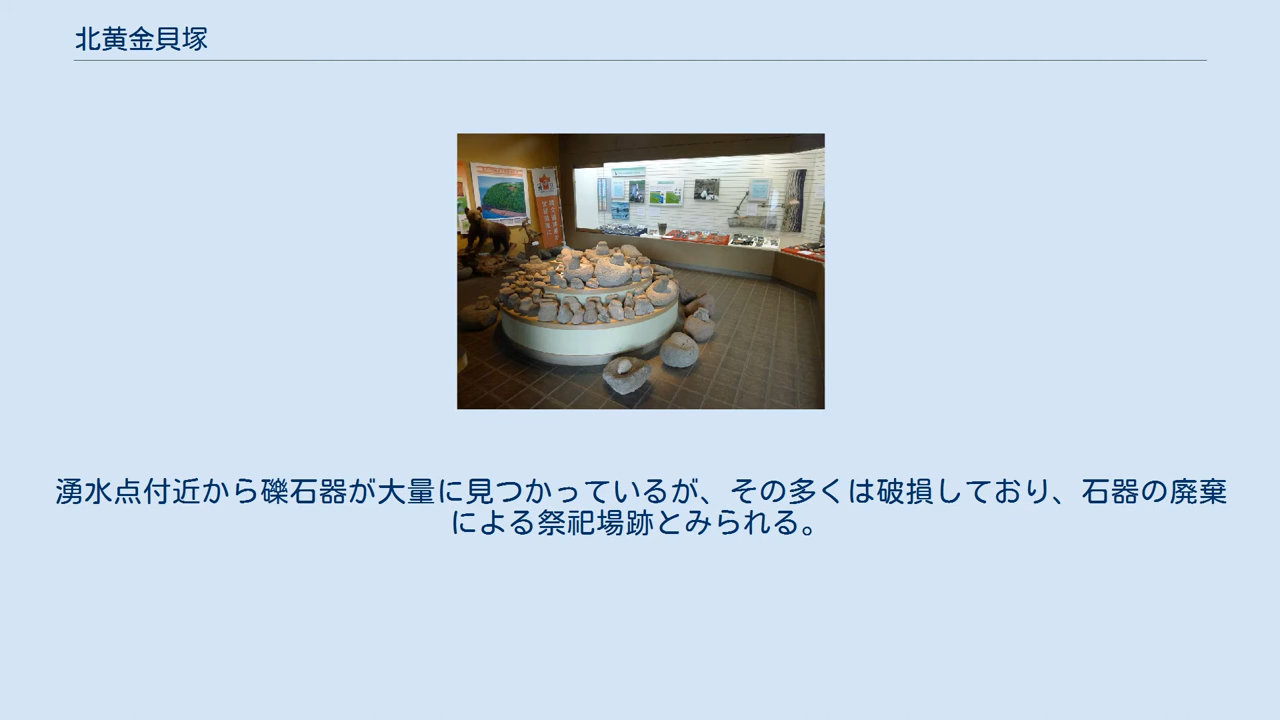 北黄金貝塚
湧水点付近から礫石器が大量に見つかっているが、その多くは破損しており、石器の廃棄
による祭祀場跡とみられる。